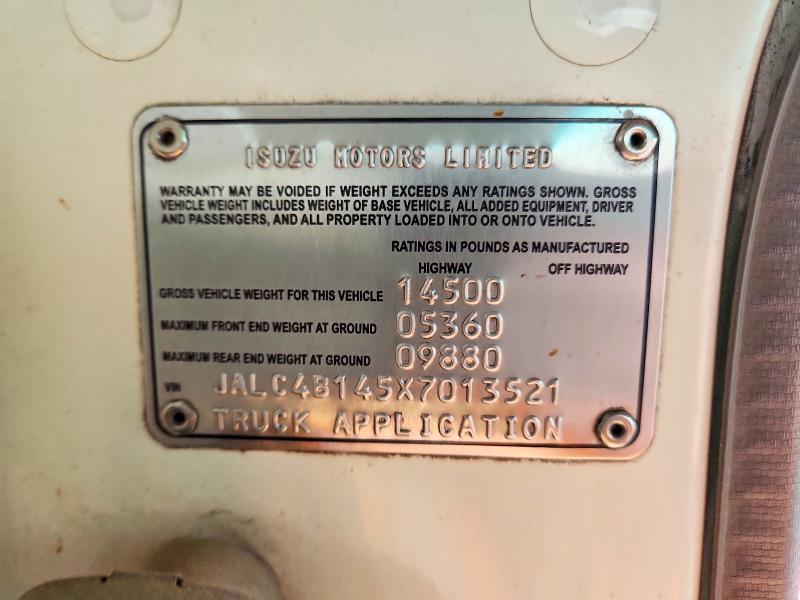 ISUZU MOTORS LIMITED
WARRANTY MAY BE VOIDED IF WEIGHT EXCEEDS ANY RATINGS SHOWN. GROSS
VEHICLE WEIGHT INCLUDES WEIGHT OF BASE VEHICLE, ALL ADDED EQUIPMENT, DRIVER
AND PASSENGERS, AND ALL PROPERTY LOADED INTO OR ONTO VEHICLE.
RATINGS IN POUNDS AS MANUFACTURED
HIGHWAY OFF HIGHWAY
GROSS VEHICLE WEIGHT FOR THIS VEHICLE 14500
MAXIMUM FRONT END WEIGHT AT GROUND 05360
MAXIMUM REAR END WEIGHT AT GROUND 09880
VIN JALC4B145X7013521
TRUCK APPLICATION